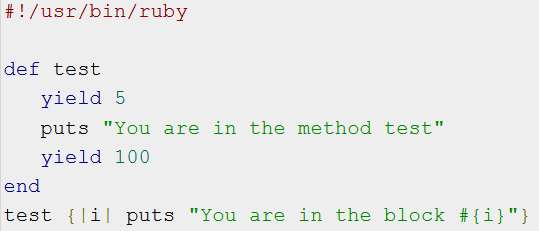 #!/usr/bin/ruby

def test
   yield 5
   puts "You are in the method test"
   yield 100
end
test {|i| puts "You are in the block #{i}"}